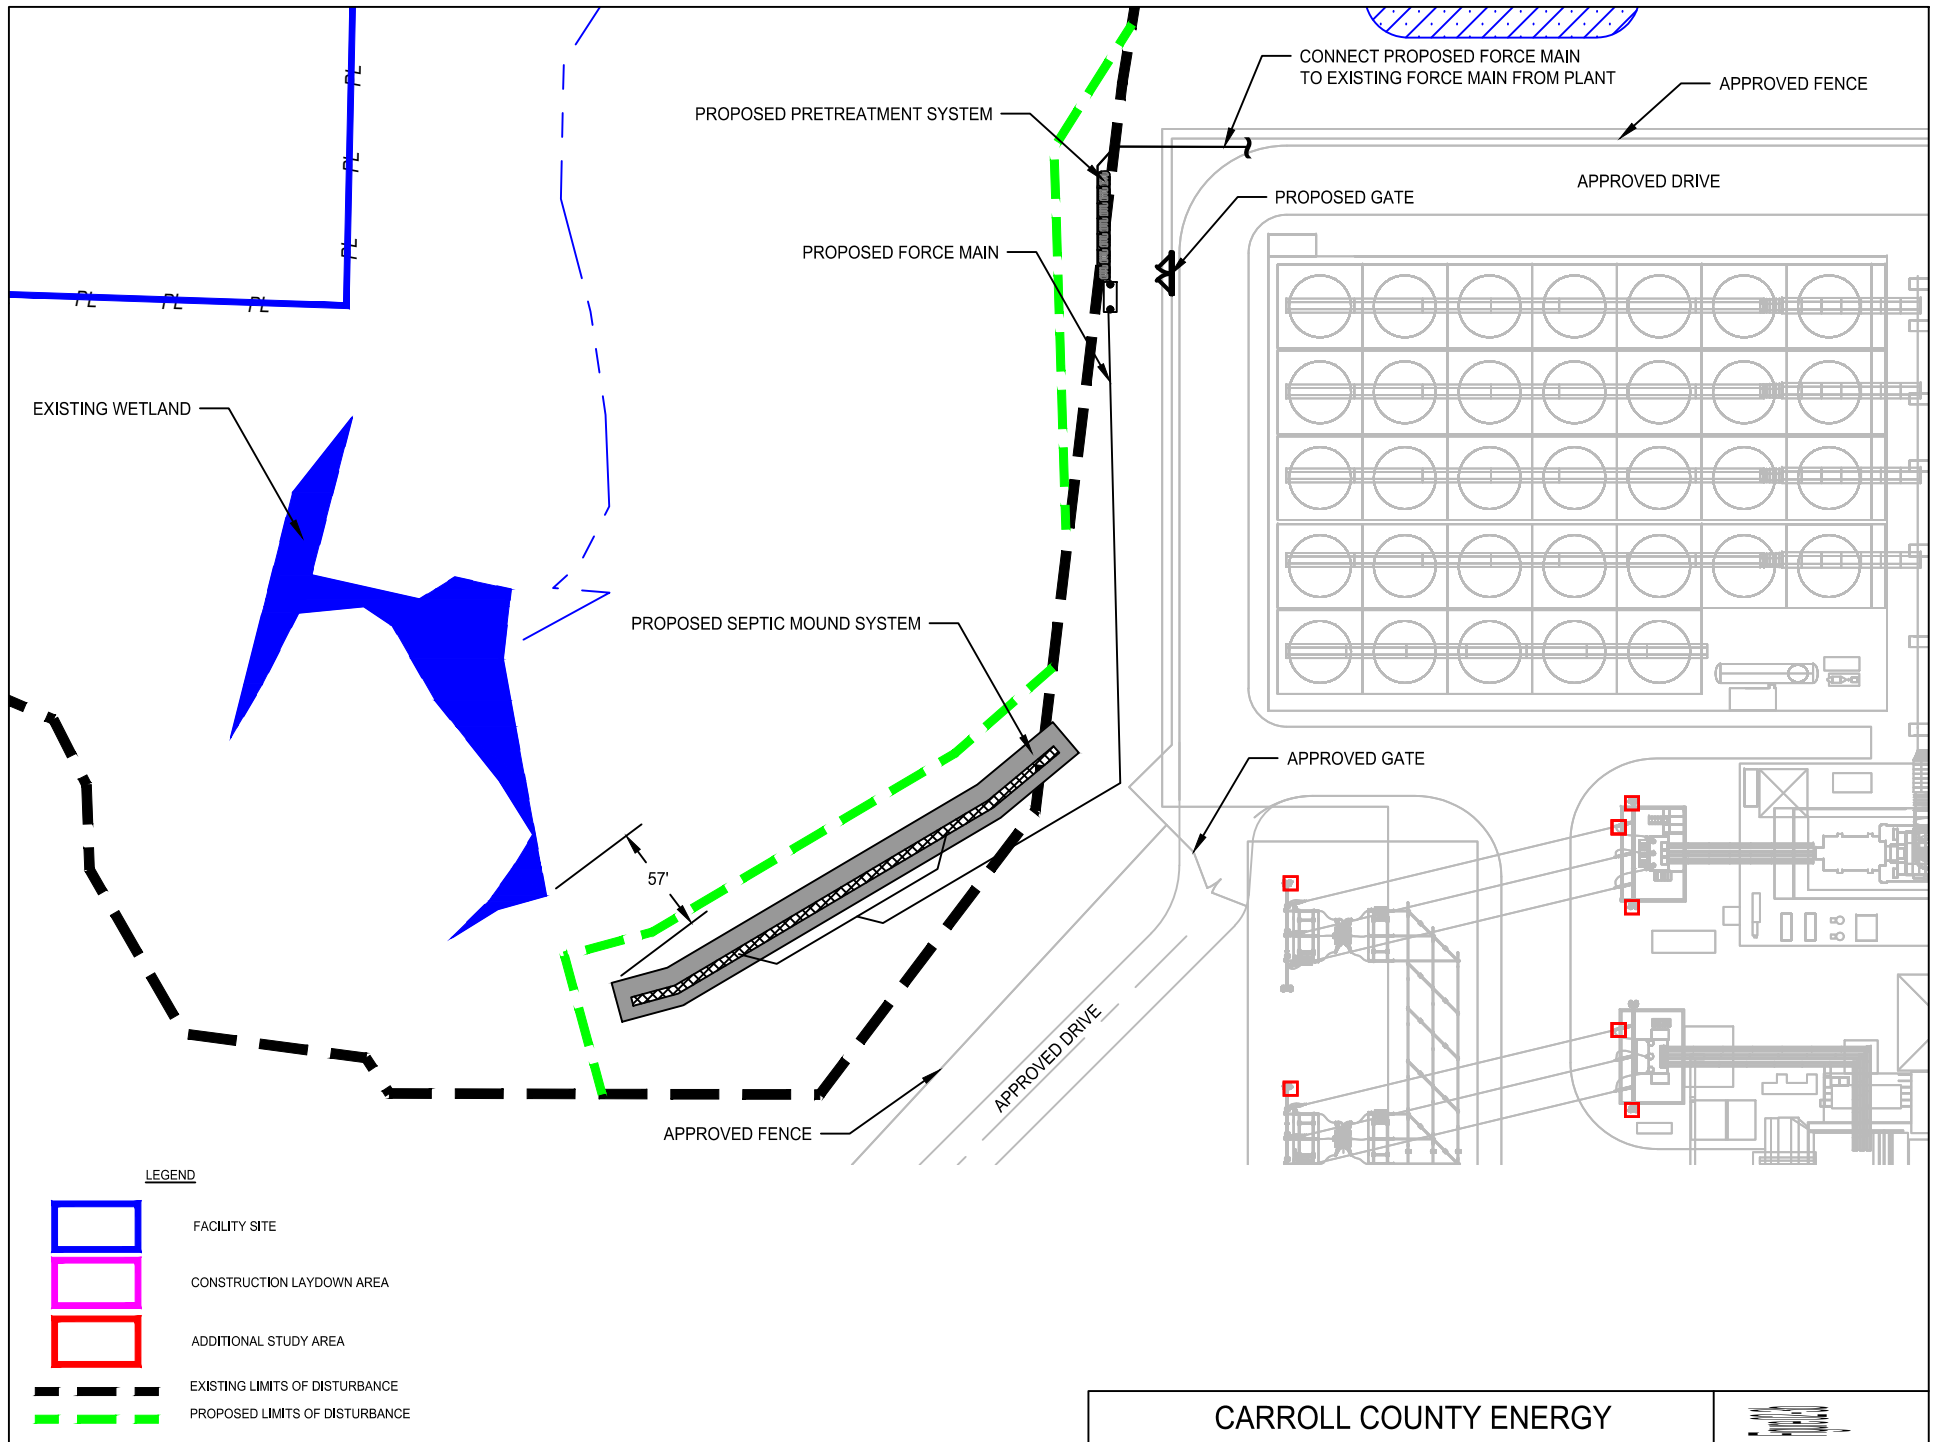 CONNECT PROPOSED FORCE MAIN
TO EXISTING FORCE MAIN FROM PLANT
APPROVED FENCE
PROPOSED PRETREATMENT SYSTEM
APPROVED DRIVE
PROPOSED GATE
PROPOSED FORCE MAIN
PL
PL
PL
PL
PL
PL
EXISTING WETLAND
PROPOSED SEPTIC MOUND SYSTEM
APPROVED GATE
57'
APPROVED DRIVE
APPROVED FENCE
LEGEND
FACILITY SITE
CONSTRUCTION LAYDOWN AREA
ADDITIONAL STUDY AREA
EXISTING LIMITS OF DISTURBANCE
PROPOSED LIMITS OF DISTURBANCE
CARROLL COUNTY ENERGY